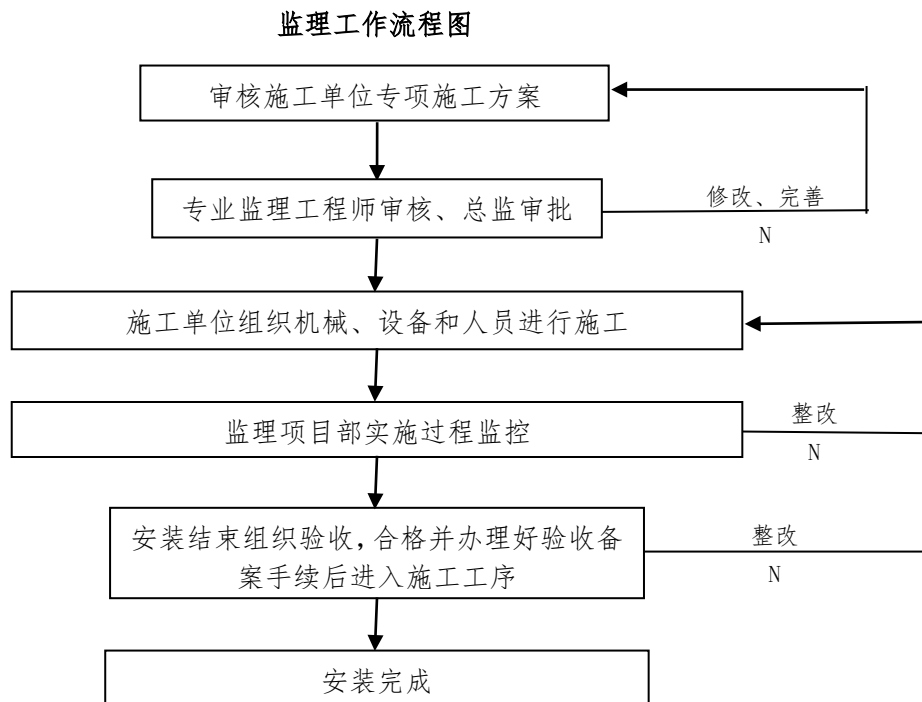 监理工作流程图
审核施工单位专项施工方案
专业监理工程师审核、总监审批
修改、完善
N
施工单位组织机械、设备和人员进行施工
监理项目部实施过程监控
整改
N
安装结束组织验收,合格并办理好验收备
案手续后进入施工工序
整改
N
安装完成